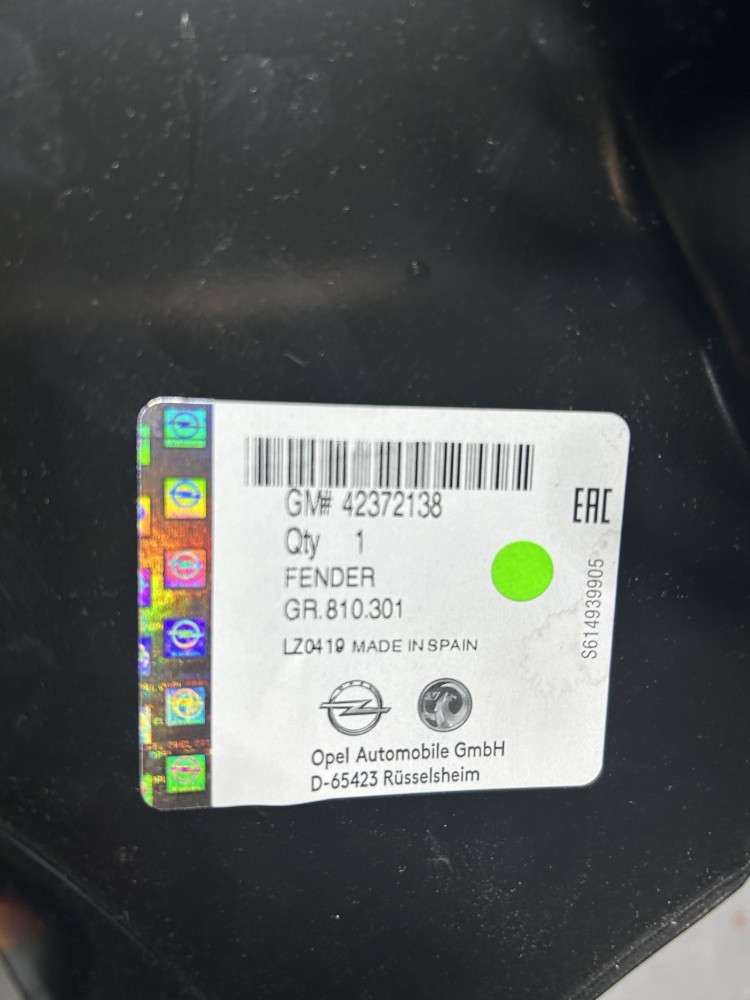 GM# 42372138
Qty 1
FENDER
GR.810.301
LZ0419 MADE IN SPAIN
Opel Automobile GmbH
D-65423 Rüsselsheim
EAC
S614939905